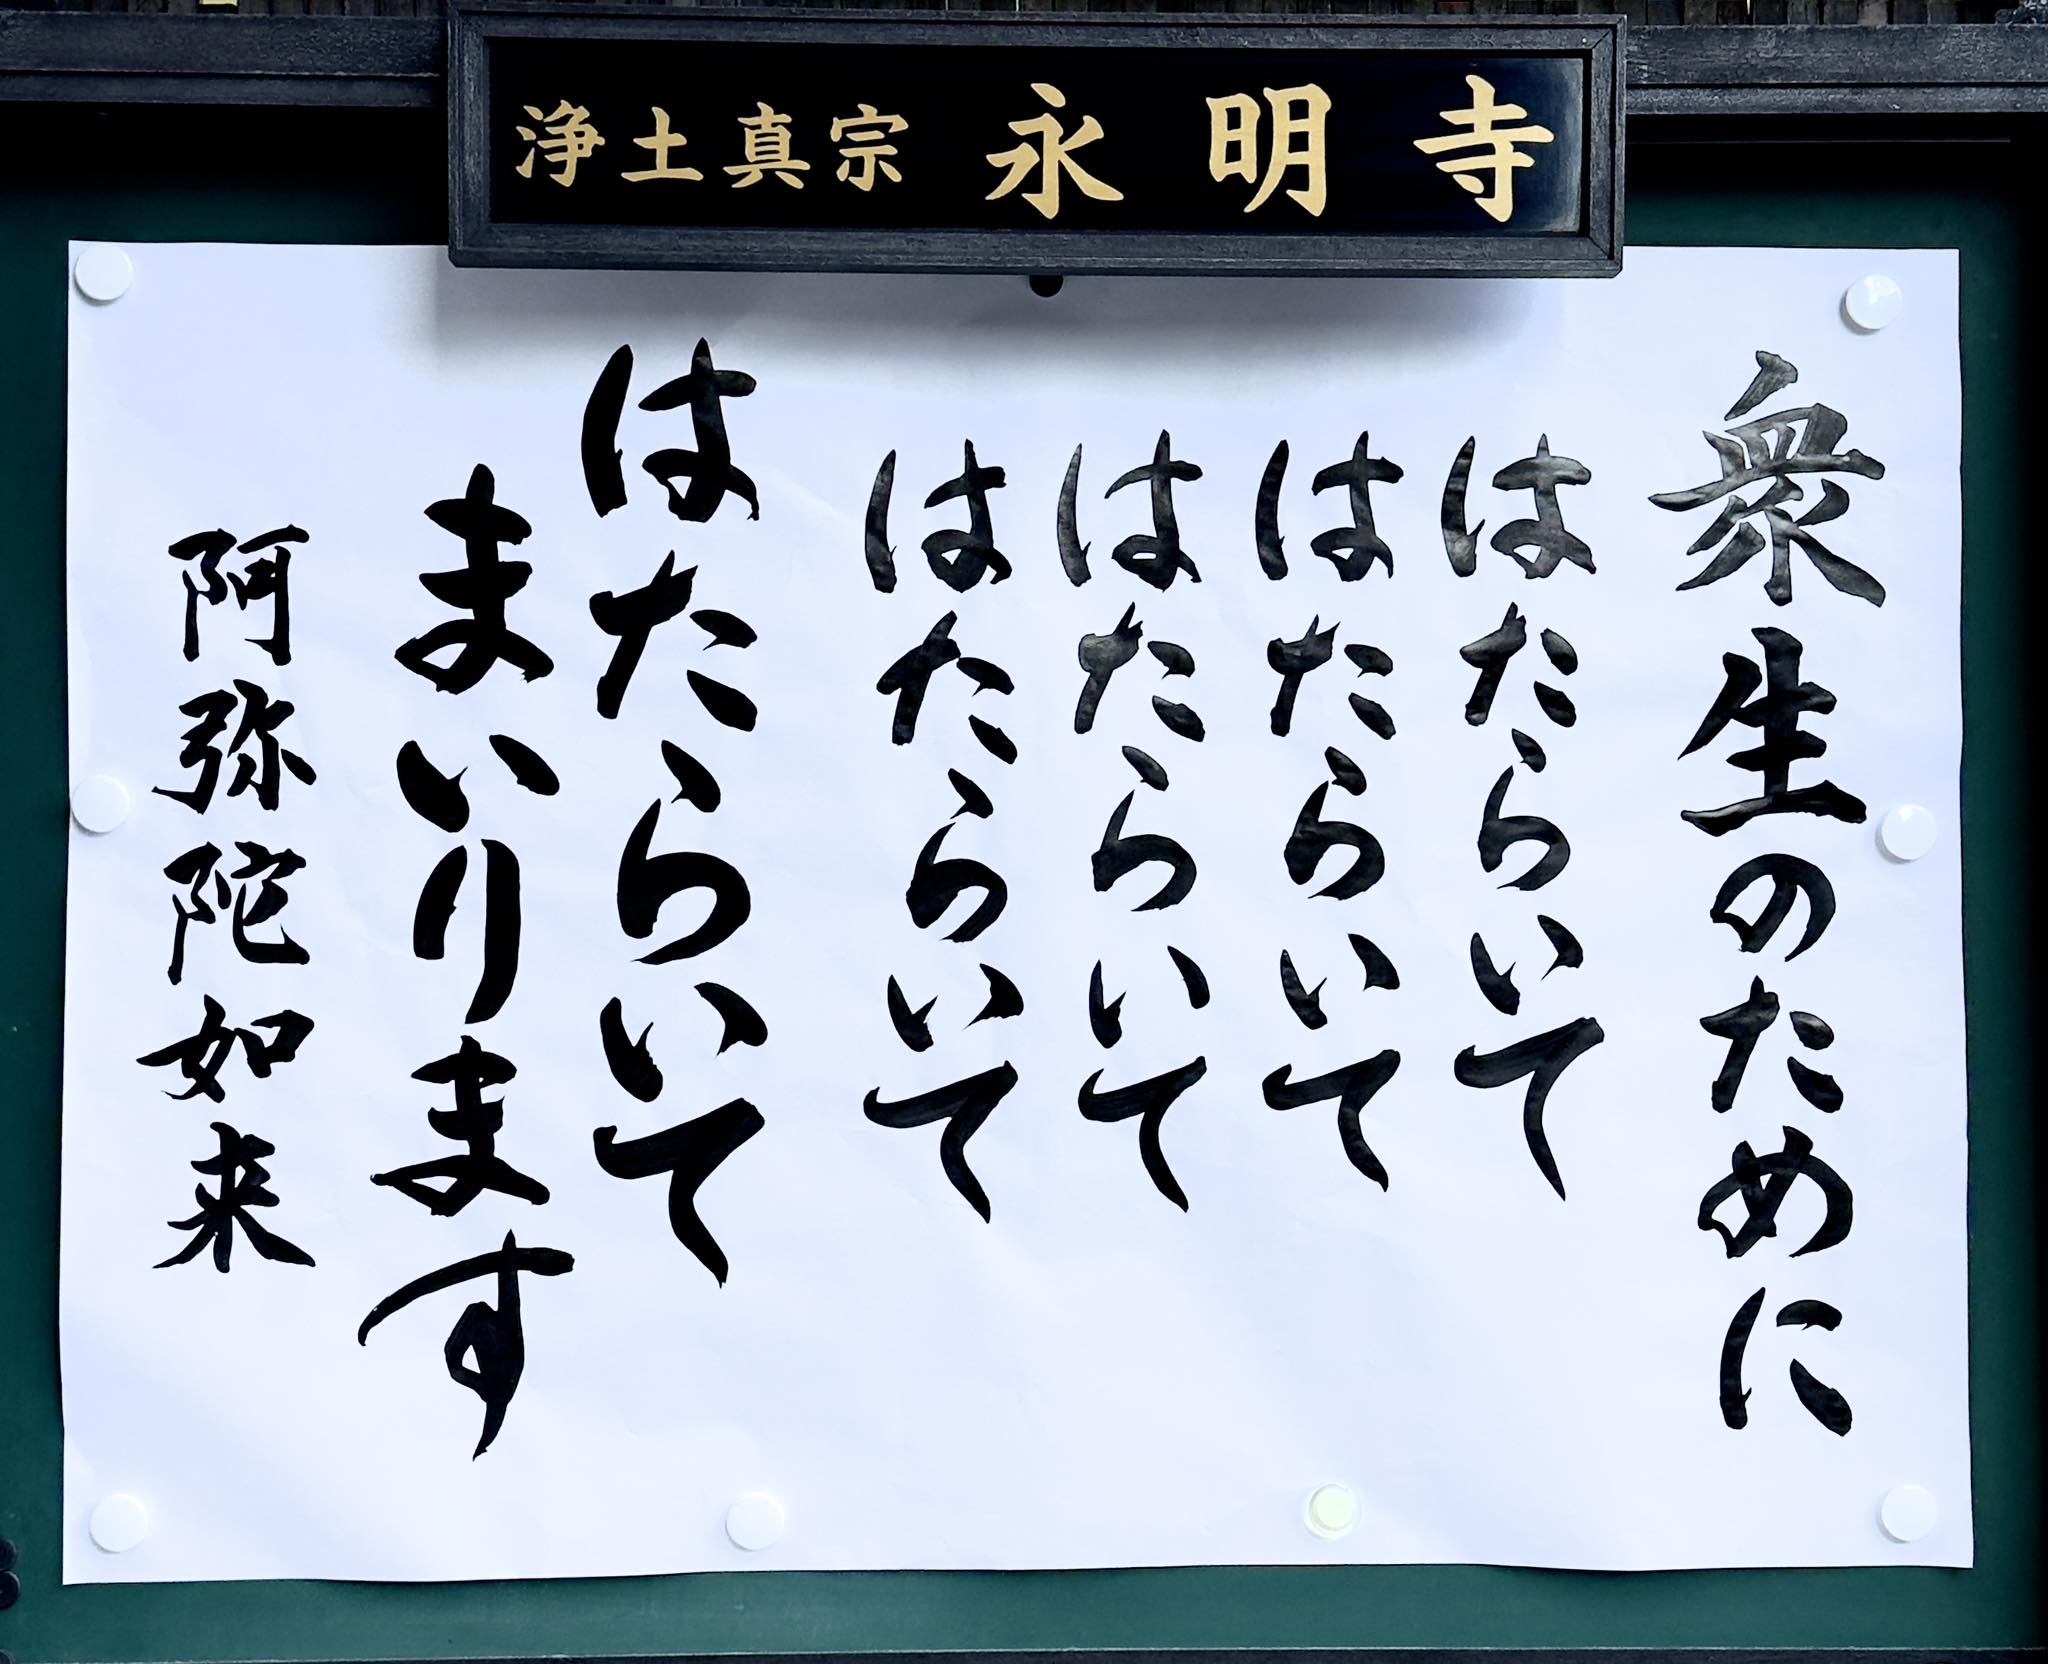 浄土真宗 永明寺
衆生のために
はたらいて
はたらいて
はたらいて
はたらいて
はたらいて
まいります
阿弥陀如来